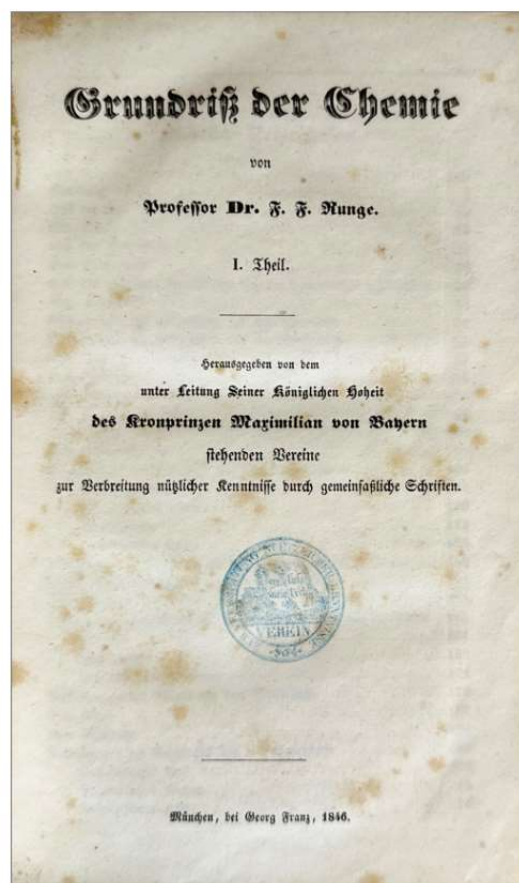 Grundriß der Chemie
von
Professor Dr. F. F. Runge.
I. Theil.
Herausgegeben von dem
unter Leitung Seiner Königlichen Hoheit
des Kronprinzen Maximilian von Bayern
stehenden Vereine
zur Verbreitung nützlicher Kenntnisse durch gemeinfaßliche Schriften.
VEREIN
München, bei Georg Franz, 1846.